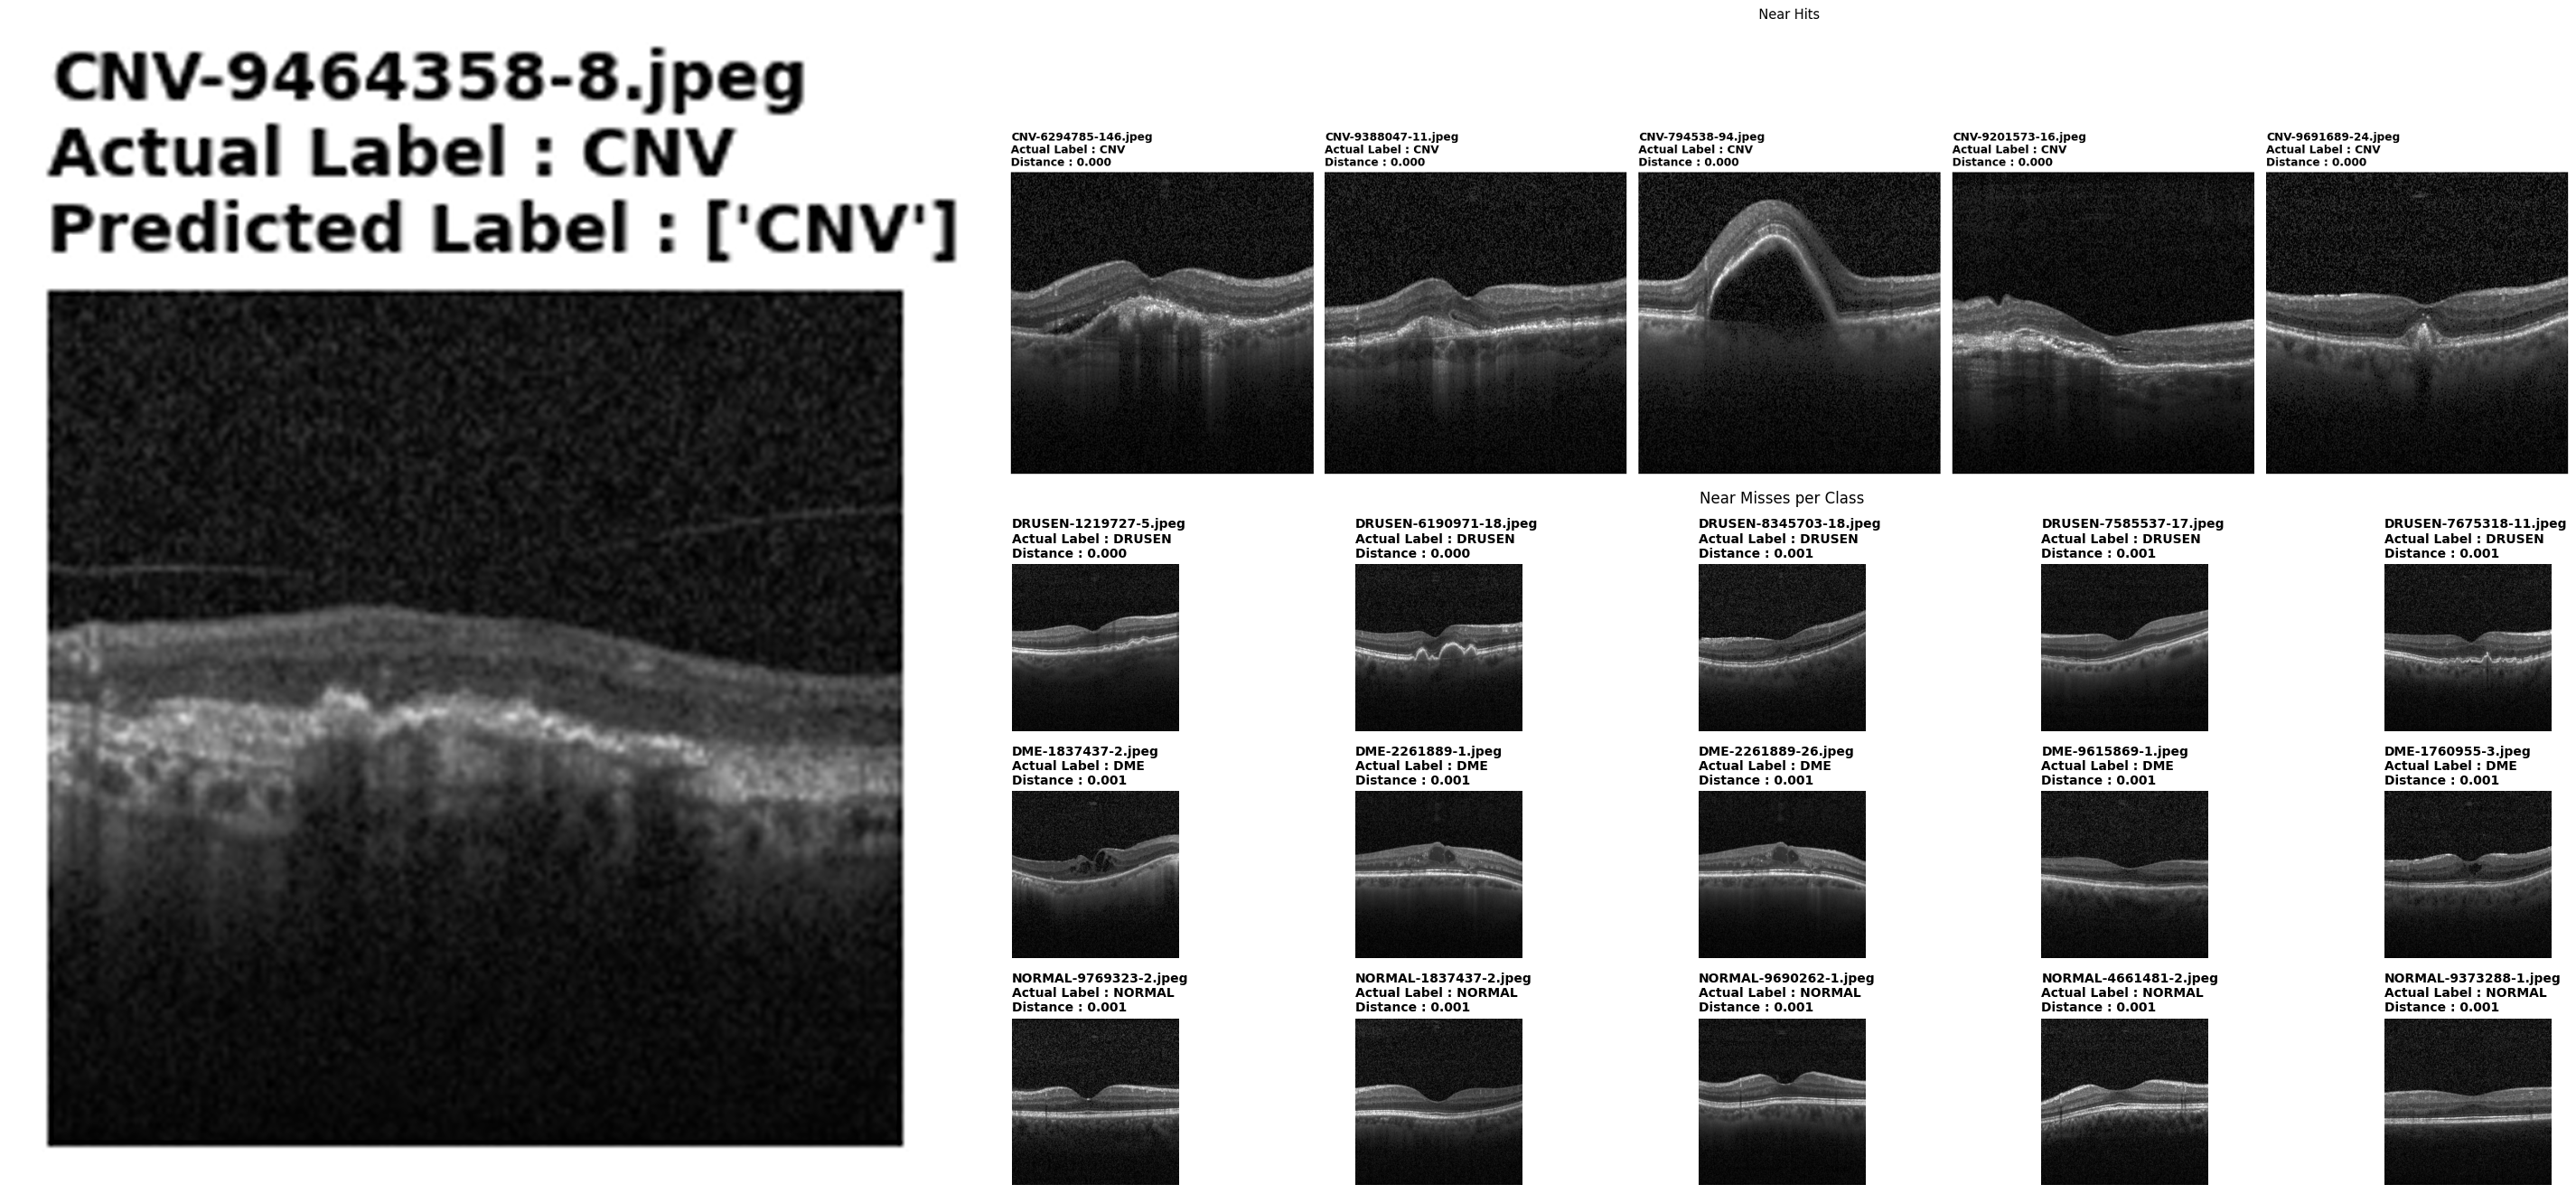 CNV-9464358-8.jpeg
Actual Label : CNV
Predicted Label : ['CNV']
Near Hits
CNV-6294785-146.jpeg
Actual Label : CNV
Distance : 0.000
CNV-9388047-11.jpeg
Actual Label : CNV
Distance : 0.000
CNV-794538-94.jpeg
Actual Label : CNV
Distance : 0.000
CNV-9201573-16.jpeg
Actual Label : CNV
Distance : 0.000
CNV-9691689-24.jpeg
Actual Label : CNV
Distance : 0.000
Near Misses per Class
DRUSEN-1219727-5.jpeg
Actual Label : DRUSEN
Distance : 0.000
DRUSEN-6190971-18.jpeg
Actual Label : DRUSEN
Distance : 0.000
DRUSEN-8345703-18.jpeg
Actual Label : DRUSEN
Distance : 0.001
DRUSEN-7585537-17.jpeg
Actual Label : DRUSEN
Distance : 0.001
DRUSEN-7675318-11.jpeg
Actual Label : DRUSEN
Distance : 0.001
DME-1837437-2.jpeg
Actual Label : DME
Distance : 0.001
DME-2261889-1.jpeg
Actual Label : DME
Distance : 0.001
DME-2261889-26.jpeg
Actual Label : DME
Distance : 0.001
DME-9615869-1.jpeg
Actual Label : DME
Distance : 0.001
DME-1760955-3.jpeg
Actual Label : DME
Distance : 0.001
NORMAL-9769323-2.jpeg
Actual Label : NORMAL
Distance : 0.001
NORMAL-1837437-2.jpeg
Actual Label : NORMAL
Distance : 0.001
NORMAL-9690262-1.jpeg
Actual Label : NORMAL
Distance : 0.001
NORMAL-4661481-2.jpeg
Actual Label : NORMAL
Distance : 0.001
NORMAL-9373288-1.jpeg
Actual Label : NORMAL
Distance : 0.001